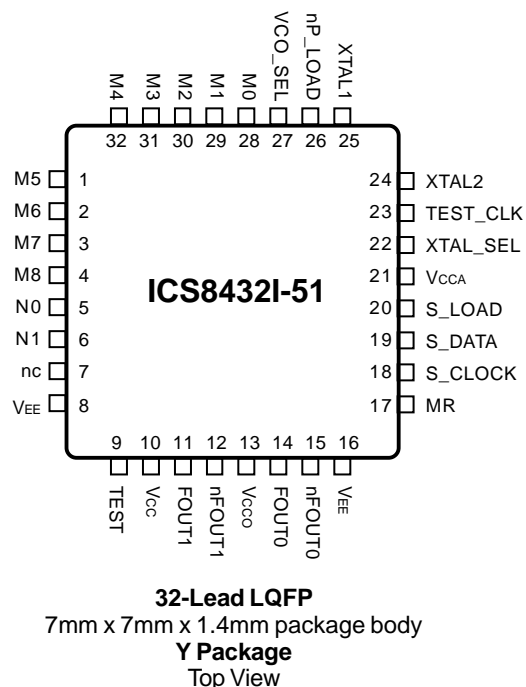 M4 M3 M2 M1 M0 VCO_SEL nP_LOAD XTAL1
32 31 30 29 28 27 26 25
M5 1
M6 2
M7 3
M8 4
N0 5
N1 6
nc 7
VEE 8
ICS8432I-51
24 XTAL2
23 TEST_CLK
22 XTAL_SEL
21 VCCA
20 S_LOAD
19 S_DATA
18 S_CLOCK
17 MR
9 10 11 12 13 14 15 16
TEST VCC FOUT1 nFOUT1 VCCO FOUT0 nFOUT0 VEE
32-Lead LQFP
7mm x 7mm x 1.4mm package body
Y Package
Top View